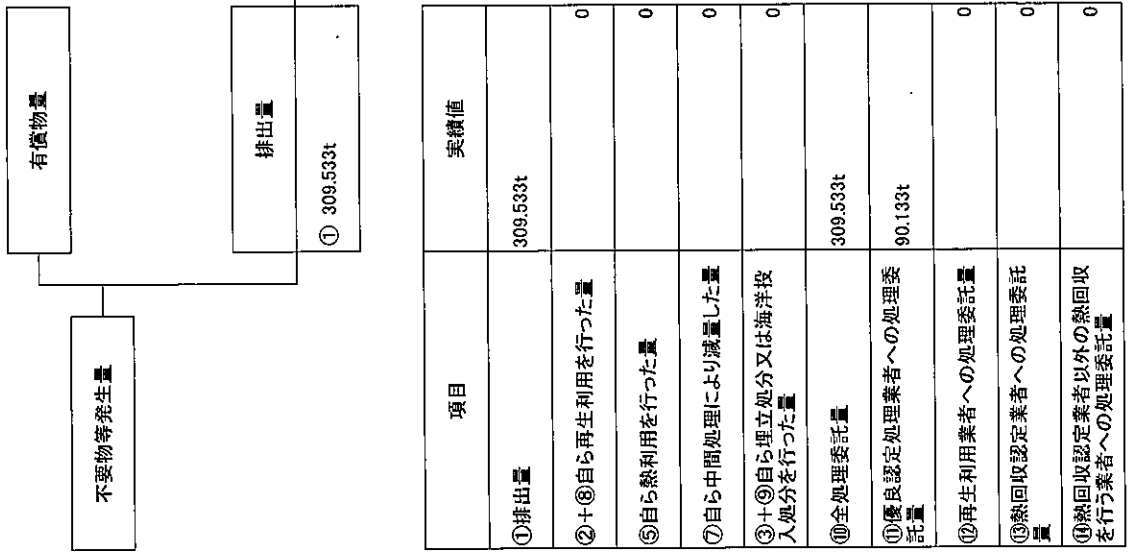 不要物等発生量
有償物量
排出量
① 309.533t
項目
実績値
①排出量
309.533t
②+⑧自ら再生利用を行った量
0
⑤自ら熱利用を行った量
0
⑦自ら中間処理により減量した量
0
③+⑨自ら埋立処分又は海洋投
入処分を行った量
0
⑩全処理委託量
309.533t
⑪優良認定処理業者への処理委
託量
90.133t
⑫再生利用業者への処理委託量
0
⑬熱回収認定業者への処理委託
量
0
⑭熱回収認定業者以外の熱回収
を行う業者への処理委託量
0